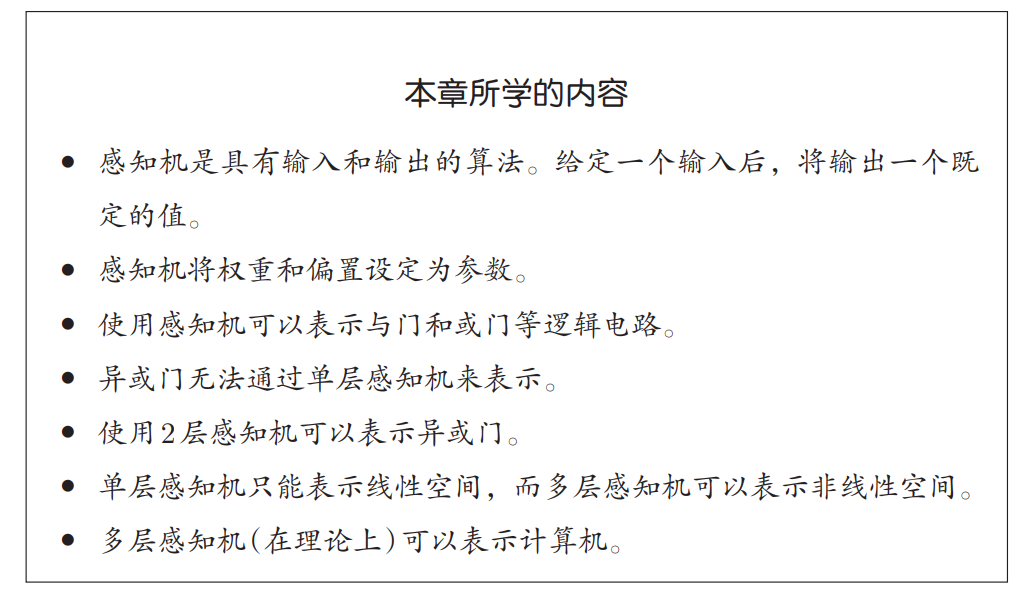 本章所学的内容
● 感知机是具有输入和输出的算法。给定一个输入后，将输出一个既
定的值。
● 感知机将权重和偏置设定为参数。
● 使用感知机可以表示与门和或门等逻辑电路。
● 异或门无法通过单层感知机来表示。
● 使用2层感知机可以表示异或门。
● 单层感知机只能表示线性空间，而多层感知机可以表示非线性空间。
● 多层感知机(在理论上)可以表示计算机。